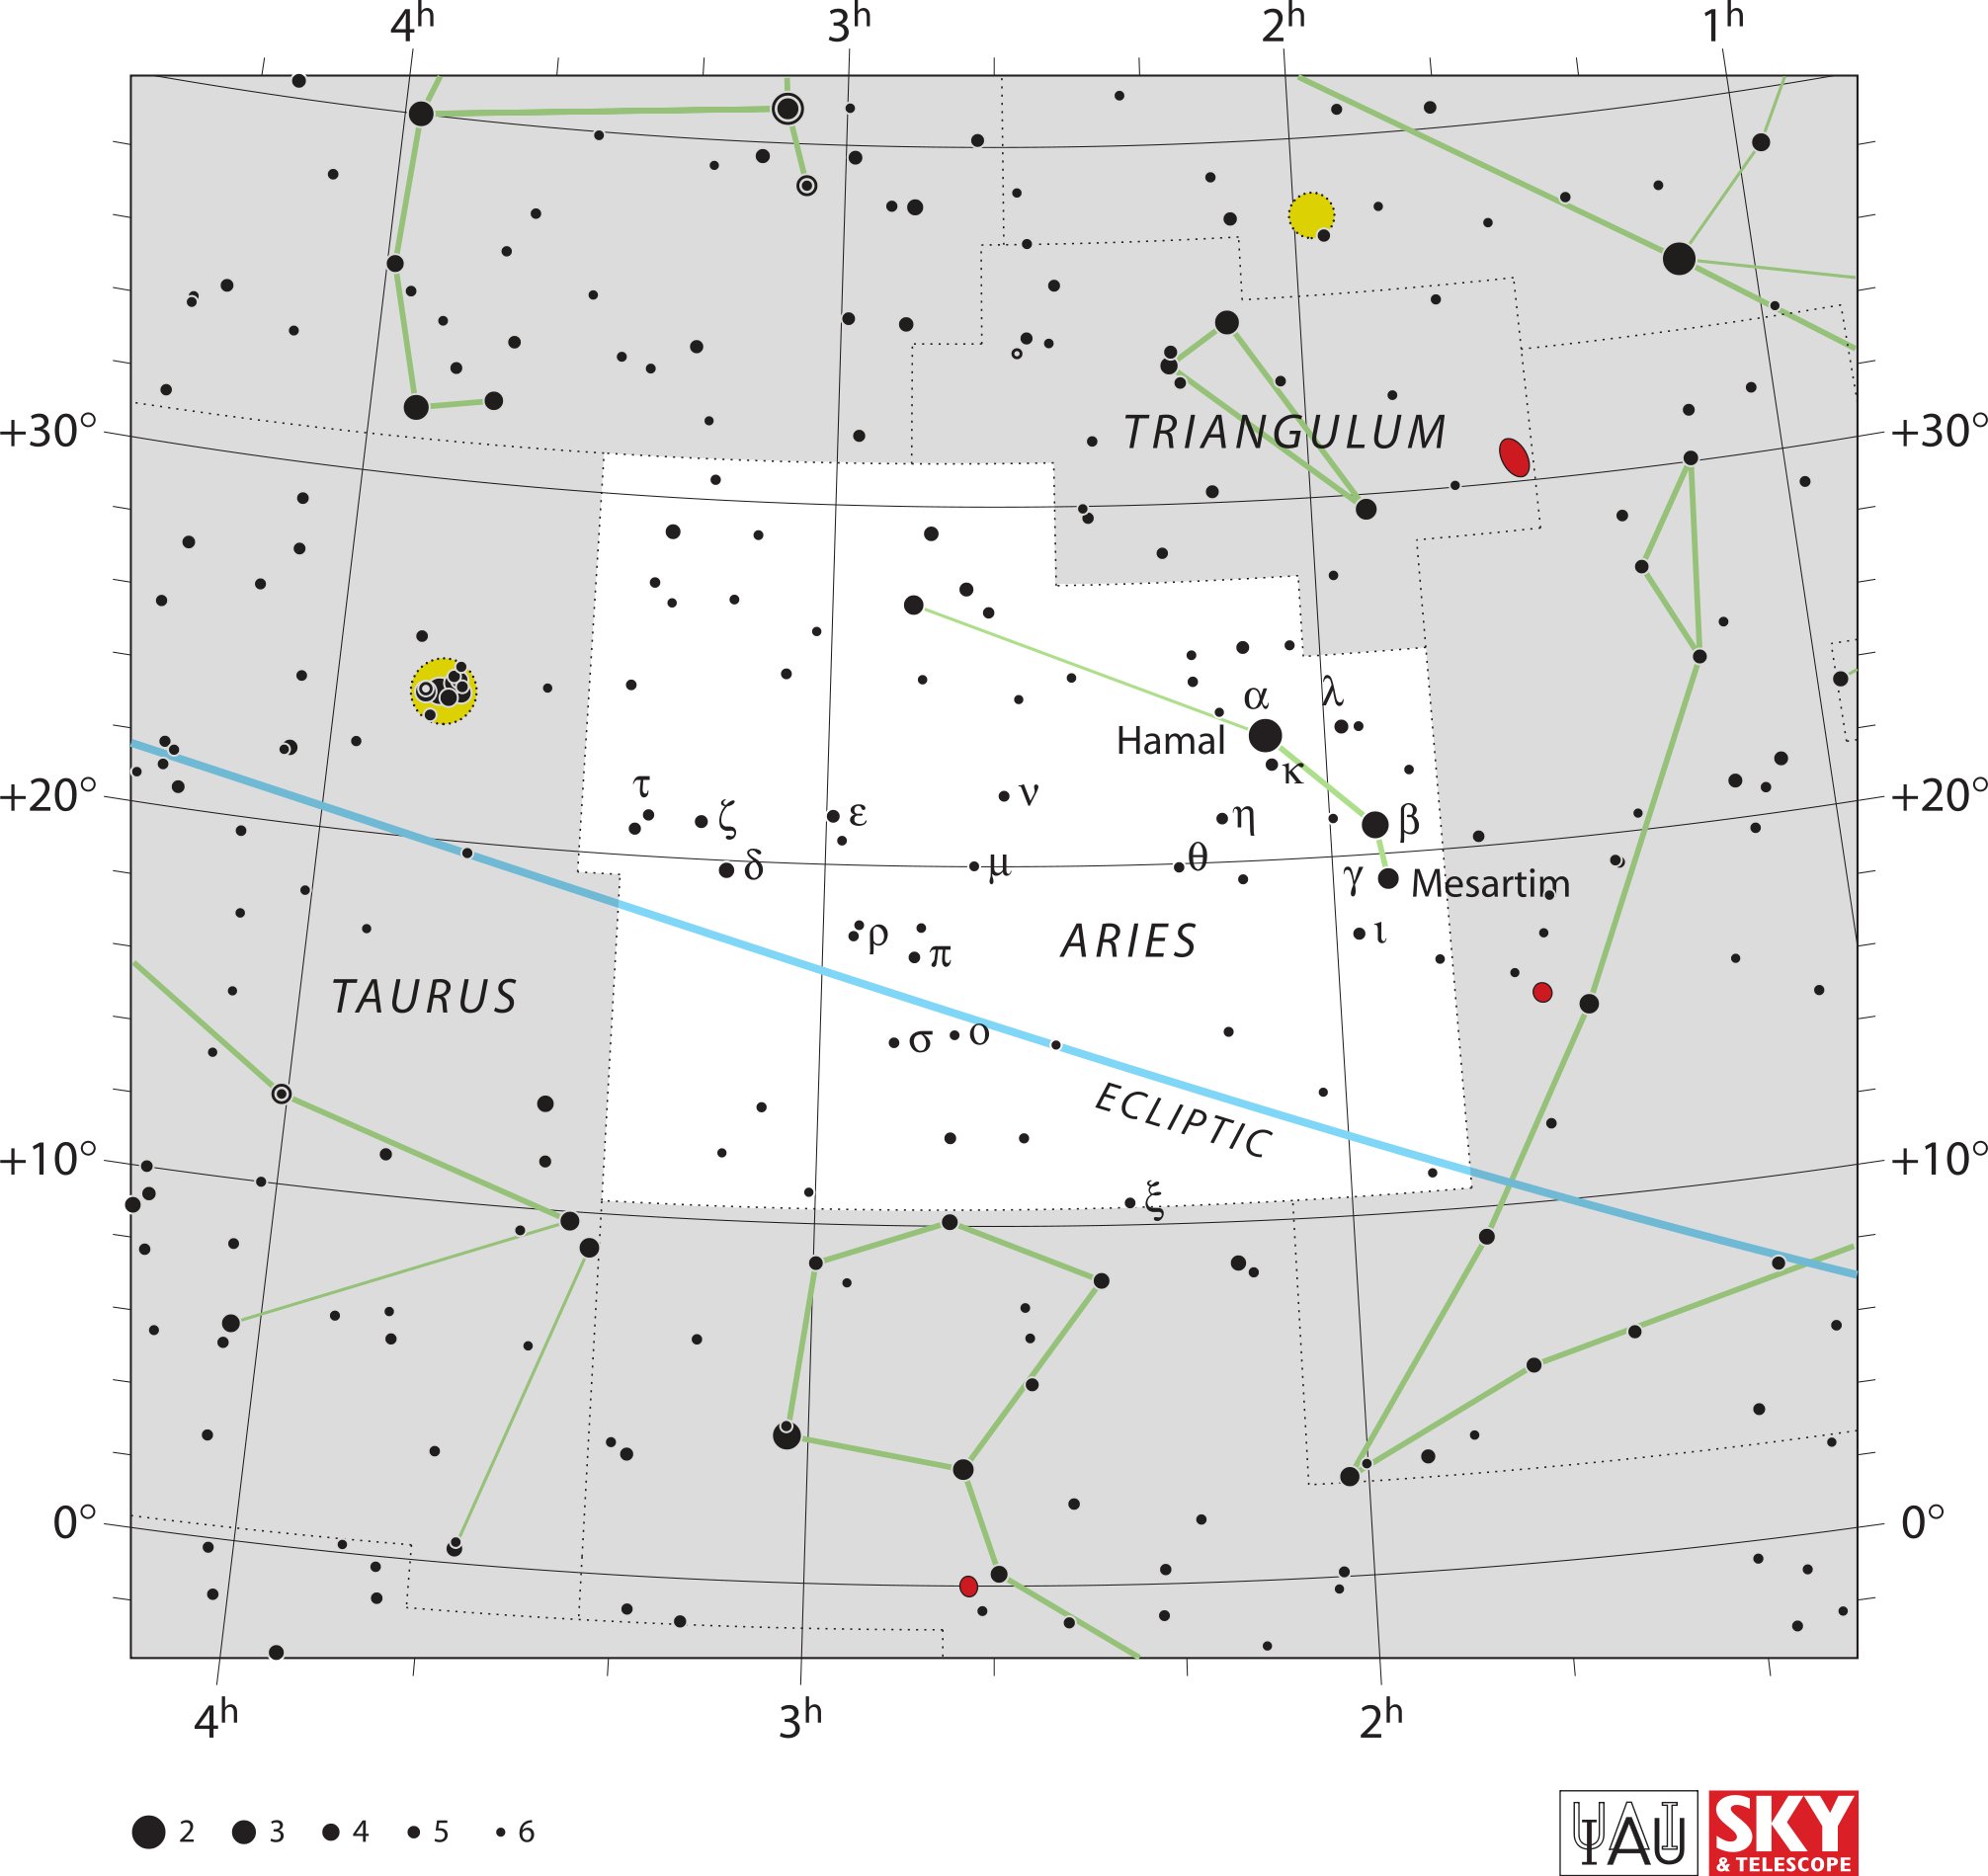 4h 3h 2h 1h
+30° TRIANGULUM +30°
α λ
Hamal
κ
τ ν
+20° ζ ε η β +20°
δ μ θ
γ Mesartim
ρ π ARIES ι
TAURUS
σ ο
ECLIPTIC
+10° +10°
ξ
0° 0°
4h 3h 2h
2 3 4 5 6
IAU
SKY
& TELESCOPE